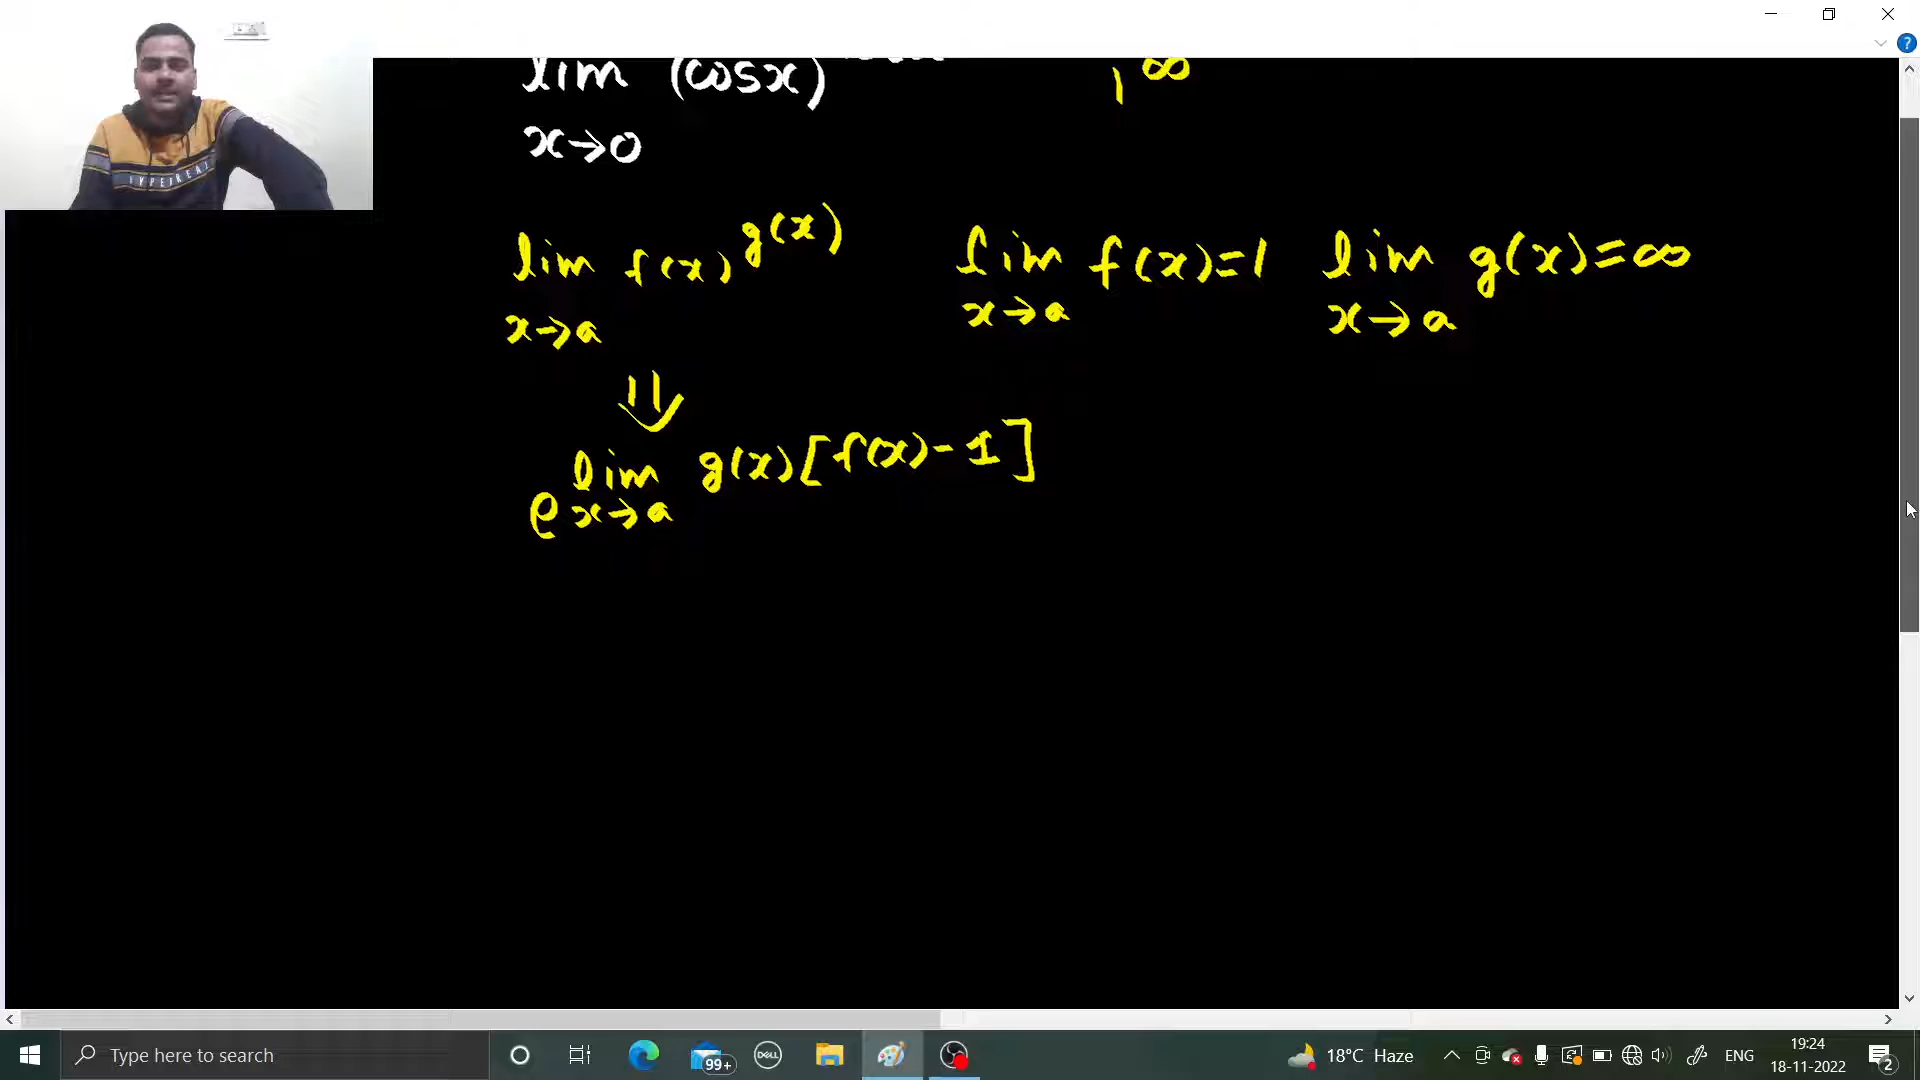 lim (cosx)
1^∞
x→0
lim f(x)^g(x)   lim f(x)=1   lim g(x)=∞
x→a   x→a   x→a
⇓
e^lim g(x)[f(x)-1]
x→a
Type here to search
99+
DELL
18°C Haze
ENG
19:24
18-11-2022
2